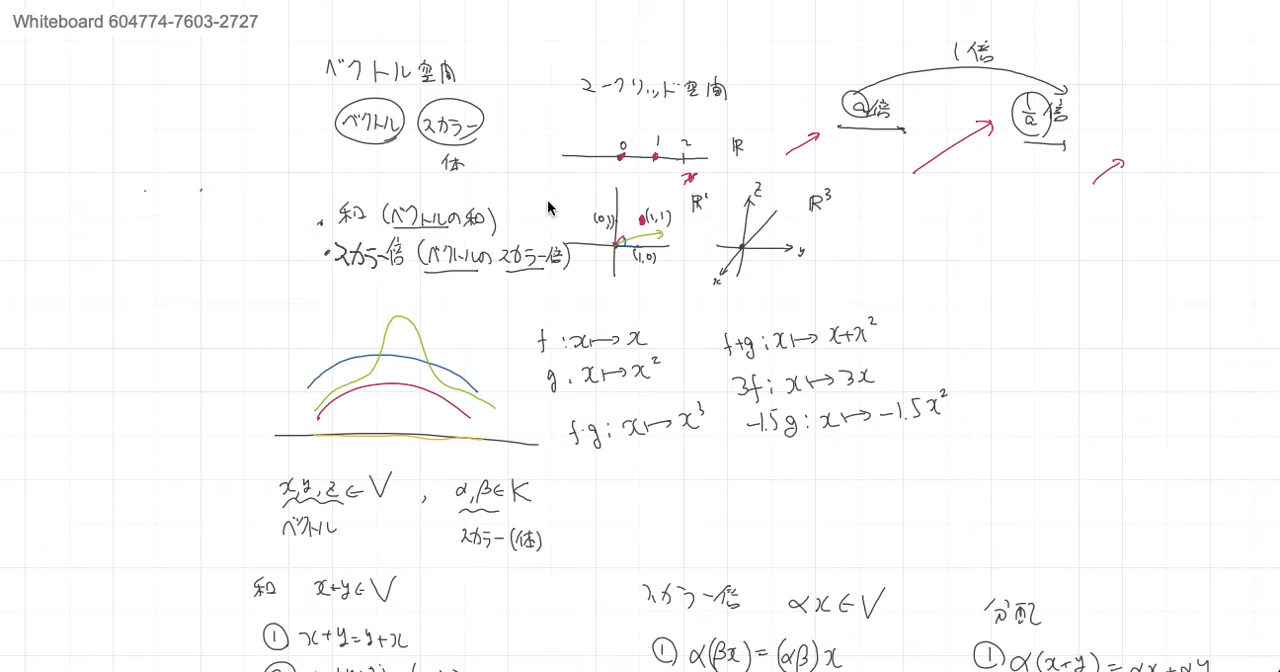 Whiteboard 604774-7603-2727
ベクトル空間
ベクトル スカラー
体
ユークリッド空間
0 1 2 ℝ
1倍
a倍
1/a倍
・和 (ベクトルの和)
・スカラー倍 (ベクトルのスカラー倍)
(1,1)
(1,0)
z ℝ³
y
x
f : x ↦ x
g : x ↦ x²
f·g : x ↦ x³
f+g : x ↦ x+x²
3f : x ↦ 3x
-1.5g : x ↦ -1.5x²
x,y,z∈V , α,β∈K
ベクトル スカラー(体)
和 x+y∈V
① x+y=y+x
スカラー倍 αx∈V
① α(βx)=(αβ)x
分配
① α(x+y)=αx+αy